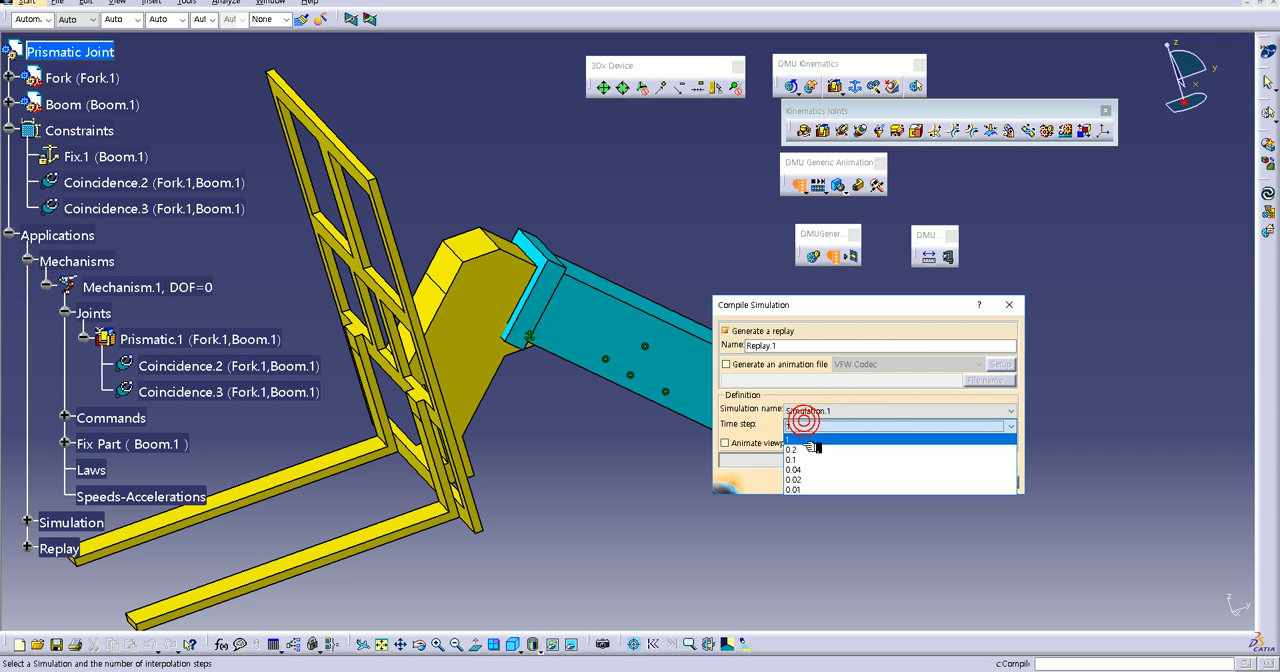 Start File Edit View Insert Tools Analyze Window Help
Autom. Auto Auto Auto Aut Aut None
Prismatic Joint
Fork (Fork.1)
Boom (Boom.1)
Constraints
Fix.1 (Boom.1)
Coincidence.2 (Fork.1,Boom.1)
Coincidence.3 (Fork.1,Boom.1)
Applications
Mechanisms
Mechanism.1, DOF=0
Joints
Prismatic.1 (Fork.1,Boom.1)
Coincidence.2 (Fork.1,Boom.1)
Coincidence.3 (Fork.1,Boom.1)
Commands
Fix Part ( Boom.1 )
Laws
Speeds-Accelerations
Simulation
Replay
3Dx Device
DMU Kinematics
Kinematics Joints
DMU Generic Animation
DMUGener...
DMU ...
z
y
x
Compile Simulation
?
Generate a replay
Name: Replay.1
Generate an animation file VFW Codec Setup
File name...
Definition
Simulation name: Simulation.1
Time step: 1
Animate viewp
1
0.2
0.1
0.04
0.02
0.01
z
y
f(x)
CATIA
Select a Simulation and the number of interpolation steps
c:Compil